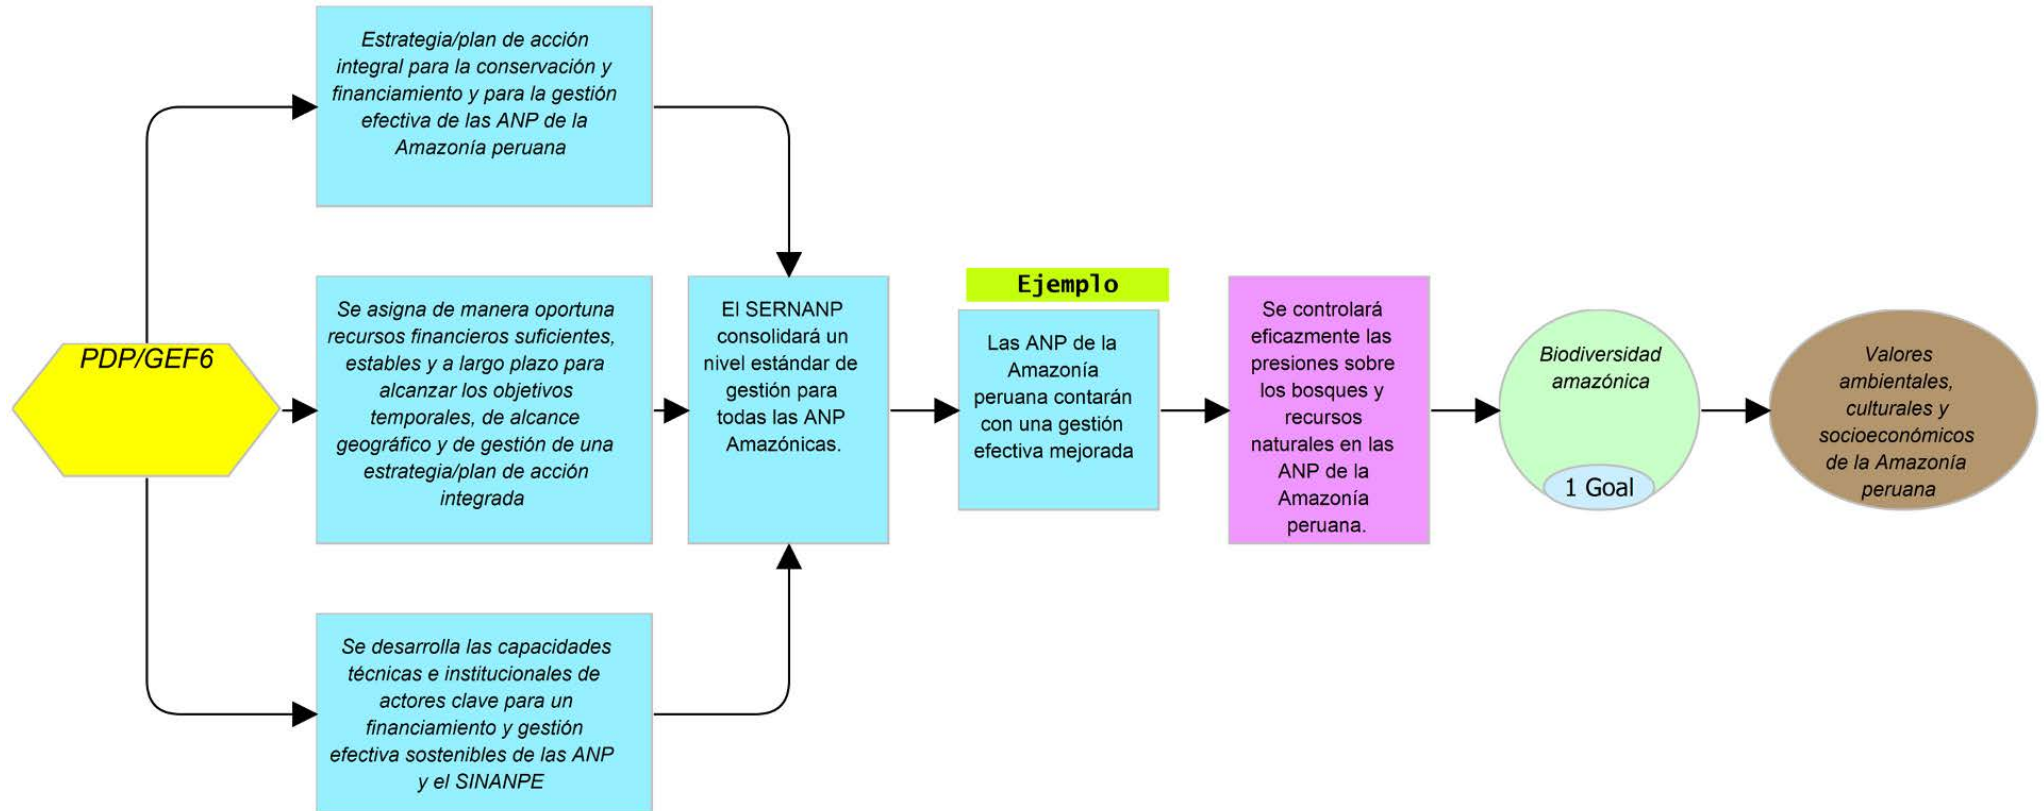 PDP/GEF6
Estrategia/plan de acción
integral para la conservación y
financiamiento y para la gestión
efectiva de las ANP de la
Amazonía peruana
Se asigna de manera oportuna
recursos financieros suficientes,
estables y a largo plazo para
alcanzar los objetivos
temporales, de alcance
geográfico y de gestión de una
estrategia/plan de acción
integrada
Se desarrolla las capacidades
técnicas e institucionales de
actores clave para un
financiamiento y gestión
efectiva sostenibles de las ANP
y el SINANPE
El SERNANP
consolidará un
nivel estándar de
gestión para
todas las ANP
Amazónicas.
Ejemplo
Las ANP de la
Amazonía
peruana contarán
con una gestión
efectiva mejorada
Se controlará
eficazmente las
presiones sobre
los bosques y
recursos
naturales en las
ANP de la
Amazonía
peruana.
Biodiversidad
amazónica
1 Goal
Valores
ambientales,
culturales y
socioeconómicos
de la Amazonía
peruana